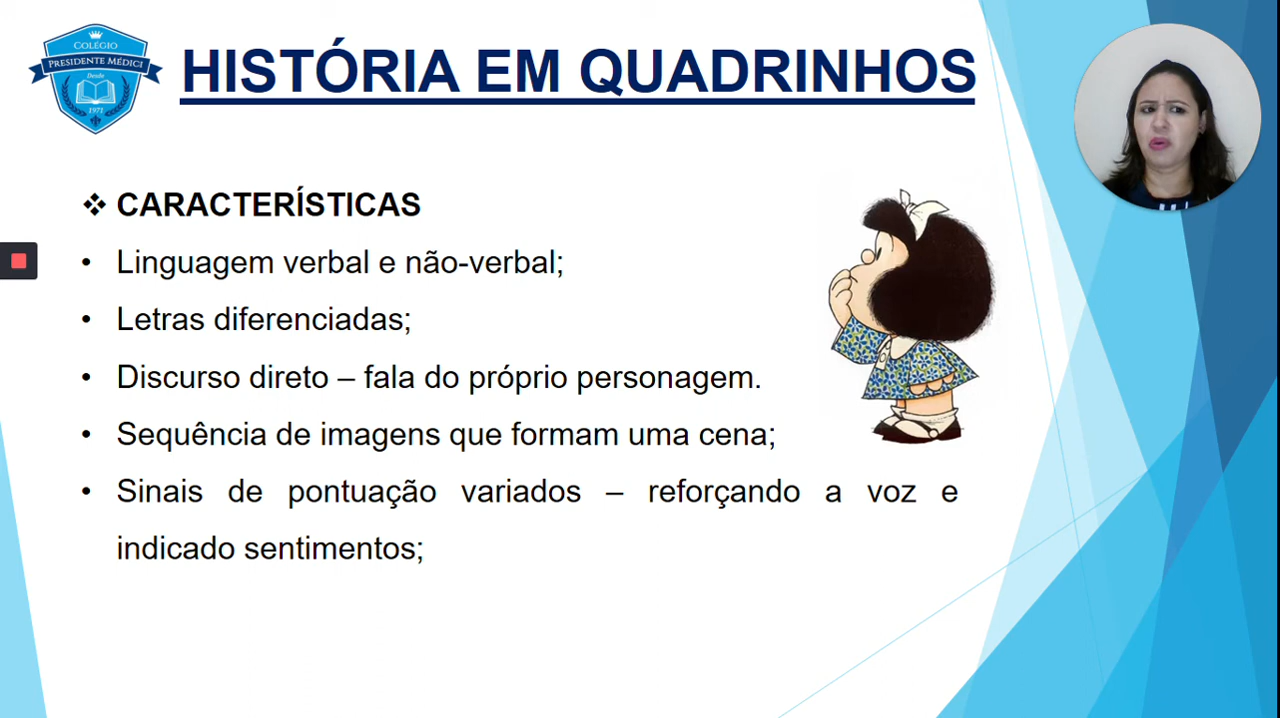 COLÉGIO
PRESIDENTE MÉDICI
Desde
1971
HISTÓRIA EM QUADRINHOS
❖ CARACTERÍSTICAS
• Linguagem verbal e não-verbal;
• Letras diferenciadas;
• Discurso direto – fala do próprio personagem.
• Sequência de imagens que formam uma cena;
• Sinais de pontuação variados – reforçando a voz e
indicado sentimentos;